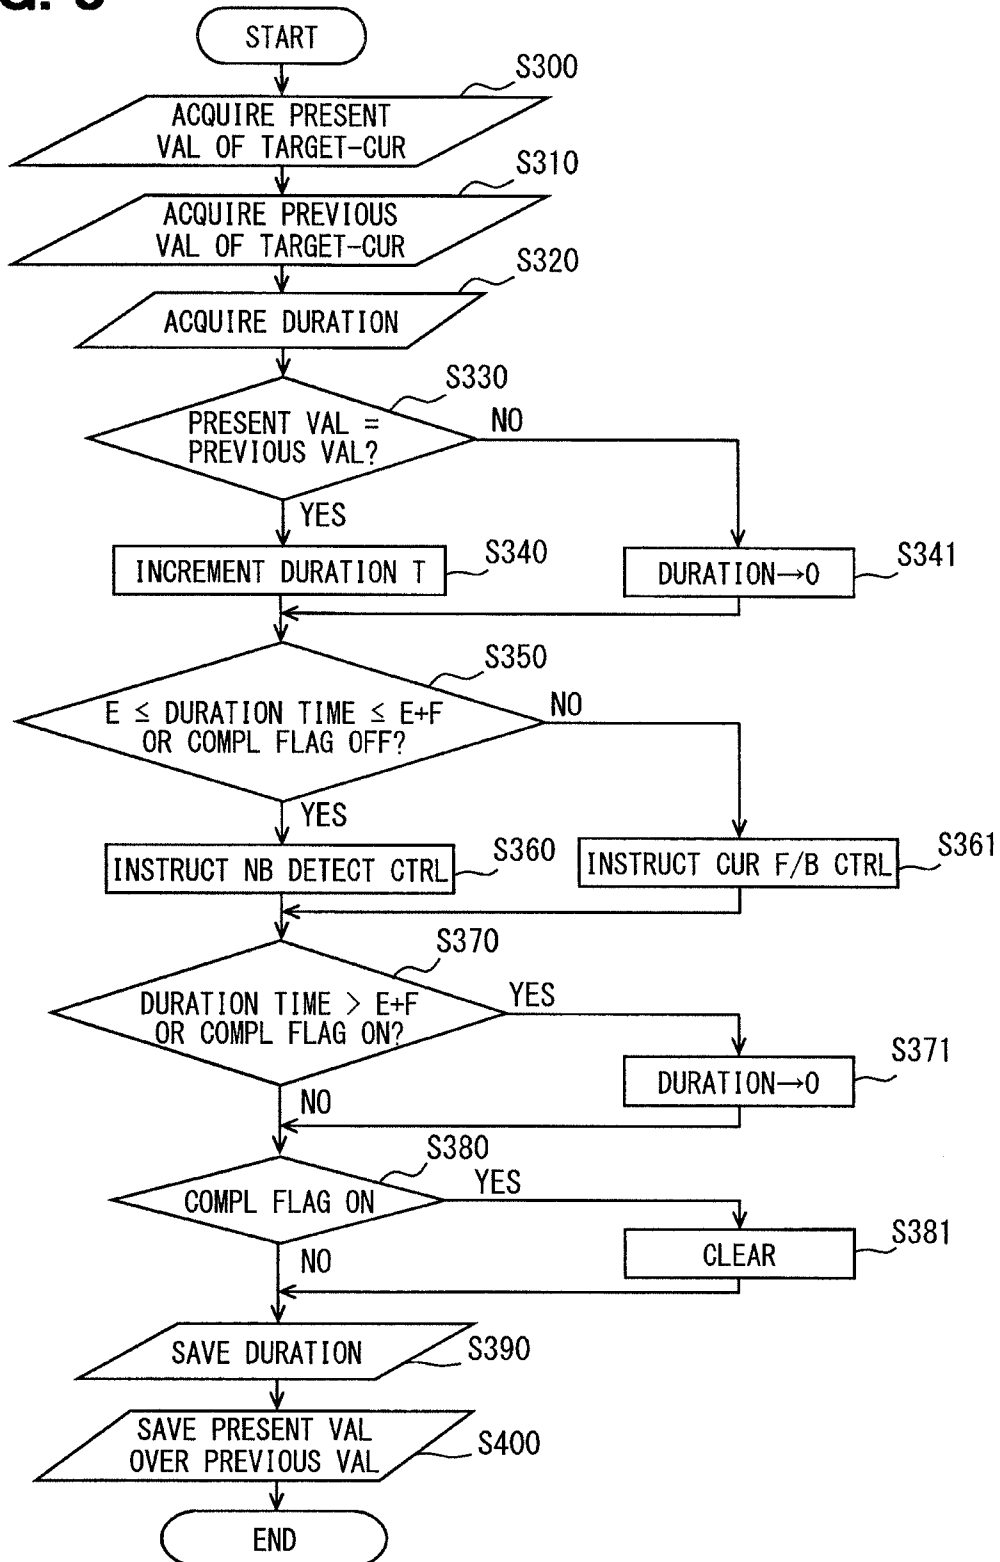 START
S300
ACQUIRE PRESENT
VAL OF TARGET-CUR
S310
ACQUIRE PREVIOUS
VAL OF TARGET-CUR
S320
ACQUIRE DURATION
S330
PRESENT VAL =
PREVIOUS VAL?
NO
YES
S340
INCREMENT DURATION T
S341
DURATION→0
S350
E ≤ DURATION TIME ≤ E+F
OR COMPL FLAG OFF?
NO
YES
S360
INSTRUCT NB DETECT CTRL
S361
INSTRUCT CUR F/B CTRL
S370
DURATION TIME > E+F
OR COMPL FLAG ON?
YES
NO
S371
DURATION→0
S380
COMPL FLAG ON
YES
NO
S381
CLEAR
SAVE DURATION
S390
SAVE PRESENT VAL
OVER PREVIOUS VAL
S400
END